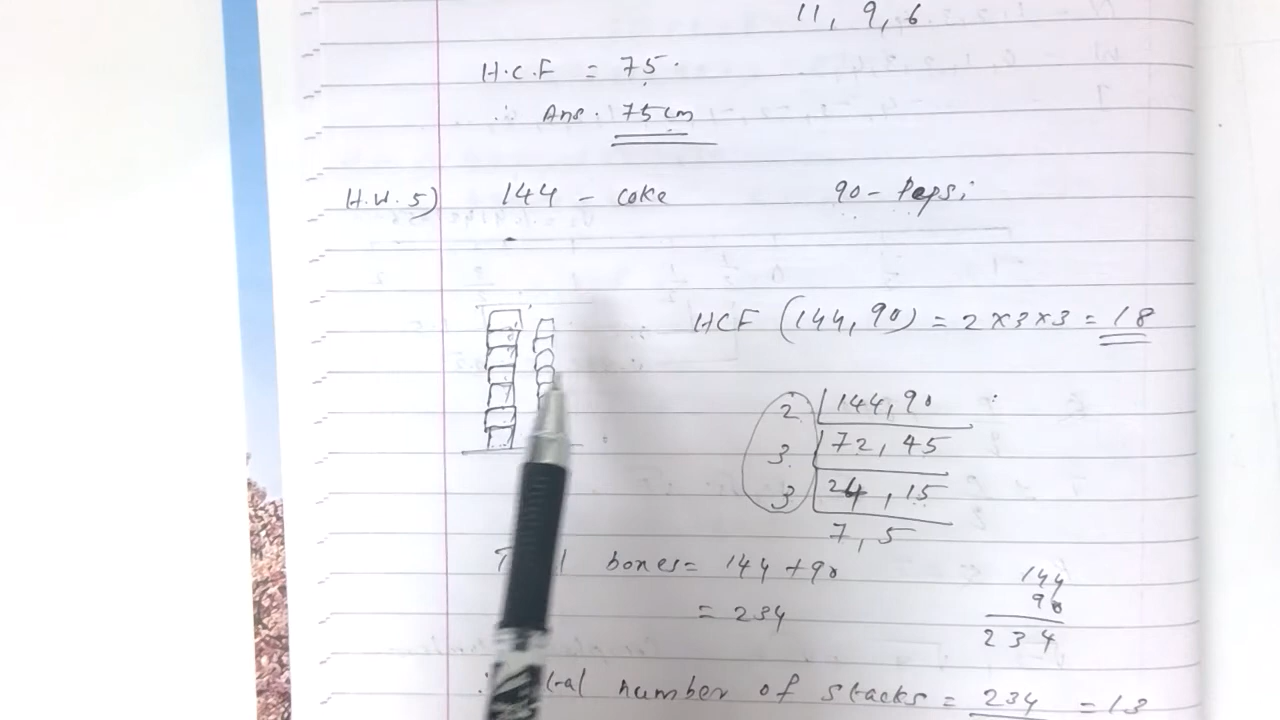 11, 9, 6
H.C.F = 75.
∴ Ans. 75 cm
H.W. 5) 144 - Coke 90 - Pepsi
HCF (144, 90) = 2 × 3 × 3 = 18
2 | 144, 90
3 | 72, 45
3 | 24, 15
7, 5
boxes = 144 + 90
= 234
144
90
234
number of stacks = 234 = 13